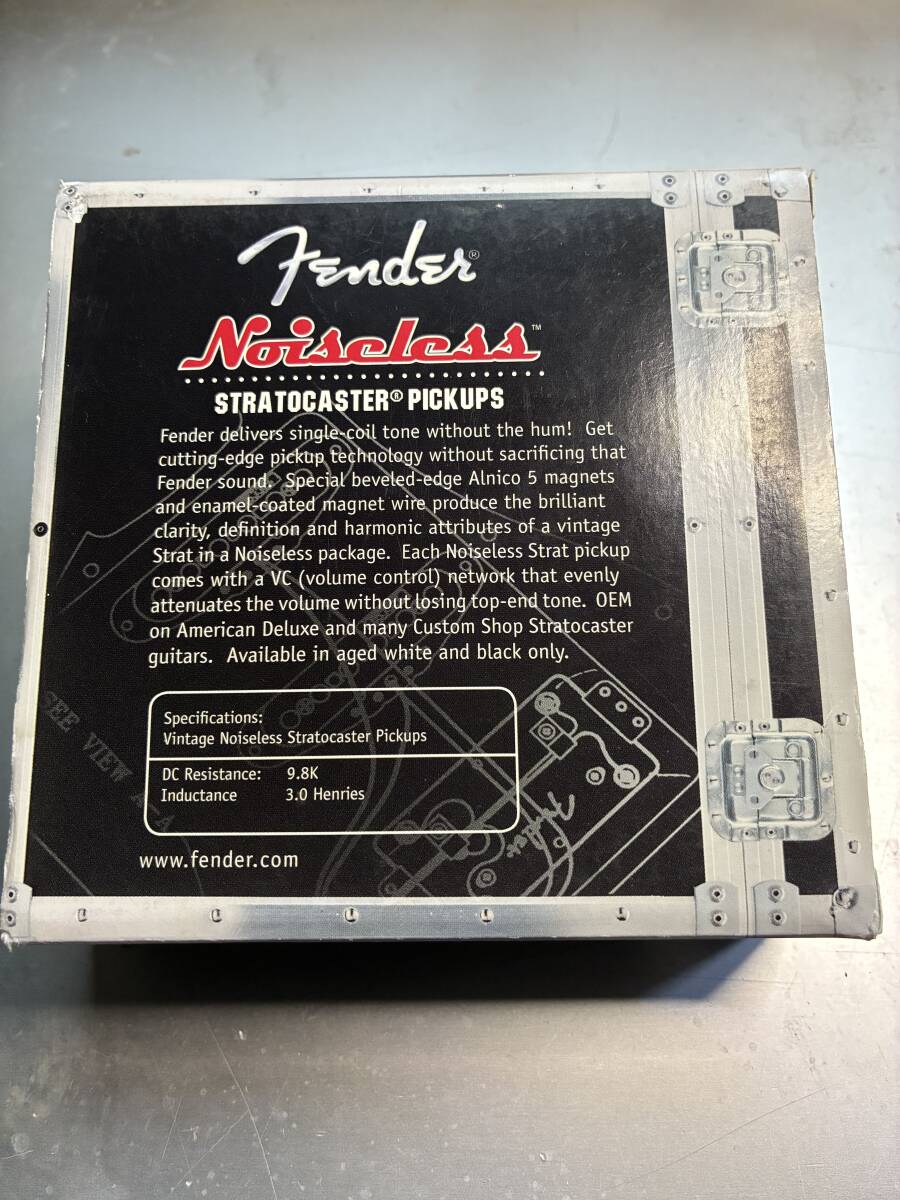 Fender®
Noiseless™
STRATOCASTER® PICKUPS
Fender delivers single-coil tone without the hum! Get
cutting-edge pickup technology without sacrificing that
Fender sound. Special beveled-edge Alnico 5 magnets
and enamel-coated magnet wire produce the brilliant
clarity, definition and harmonic attributes of a vintage
Strat in a Noiseless package. Each Noiseless Strat pickup
comes with a VC (volume control) network that evenly
attenuates the volume without losing top-end tone. OEM
on American Deluxe and many Custom Shop Stratocaster
guitars. Available in aged white and black only.
SEE VIEW A-A
Specifications:
Vintage Noiseless Stratocaster Pickups
DC Resistance: 9.8K
Inductance 3.0 Henries
Fender
www.fender.com